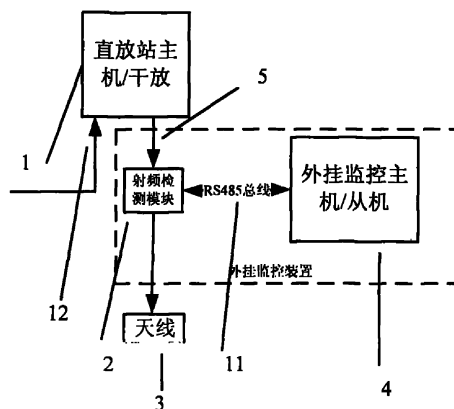 直放站主
机/干放
5
1
射频检
测模块
RS485总线
外挂监控主
机/从机
外挂监控装置
12
天线
2
11
3
4